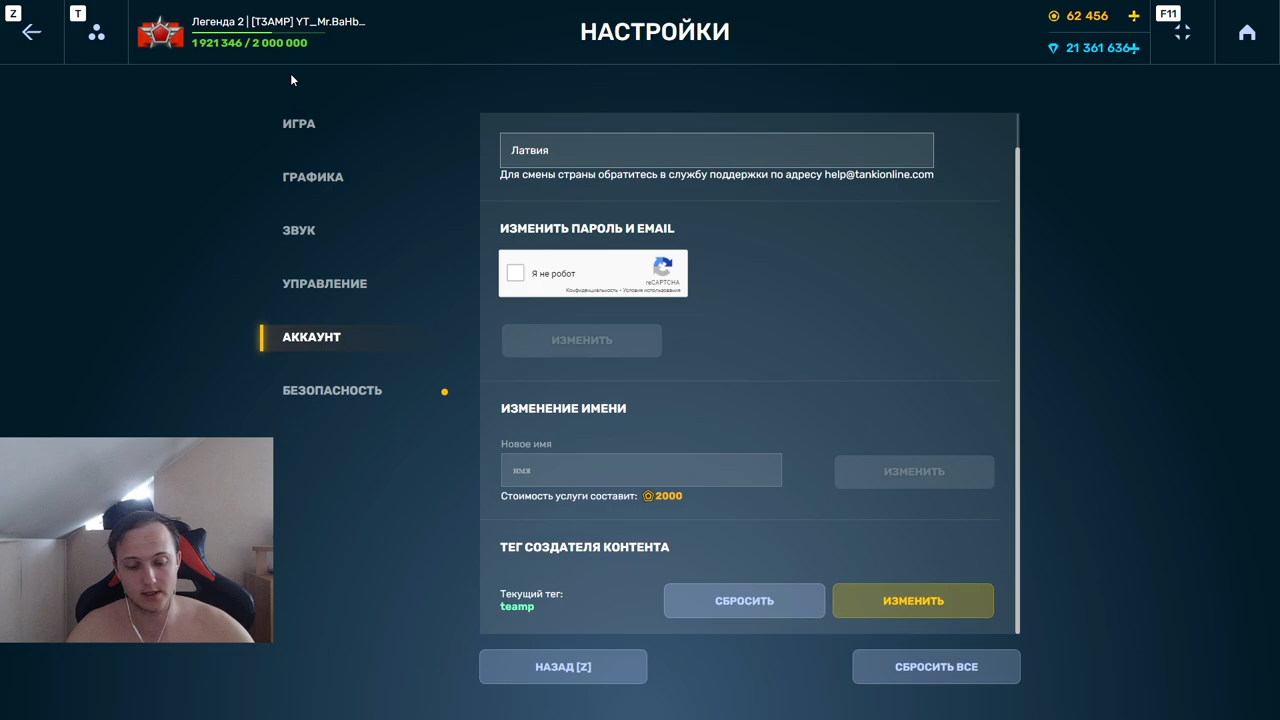 Z
T
Легенда 2 | [T3AMP] YT_Mr.BaHb...
1 921 346 / 2 000 000
НАСТРОЙКИ
62 456
21 361 636
F11
ИГРА
ГРАФИКА
ЗВУК
УПРАВЛЕНИЕ
АККАУНТ
БЕЗОПАСНОСТЬ
Латвия
Для смены страны обратитесь в службу поддержки по адресу help@tankionline.com
ИЗМЕНИТЬ ПАРОЛЬ И EMAIL
Я не робот
reCAPTCHA
Конфиденциальность - Условия использования
ИЗМЕНИТЬ
ИЗМЕНЕНИЕ ИМЕНИ
Новое имя
имя
ИЗМЕНИТЬ
Стоимость услуги составит: 2000
ТЕГ СОЗДАТЕЛЯ КОНТЕНТА
Текущий тег:
teamp
СБРОСИТЬ
ИЗМЕНИТЬ
НАЗАД [Z]
СБРОСИТЬ ВСЕ